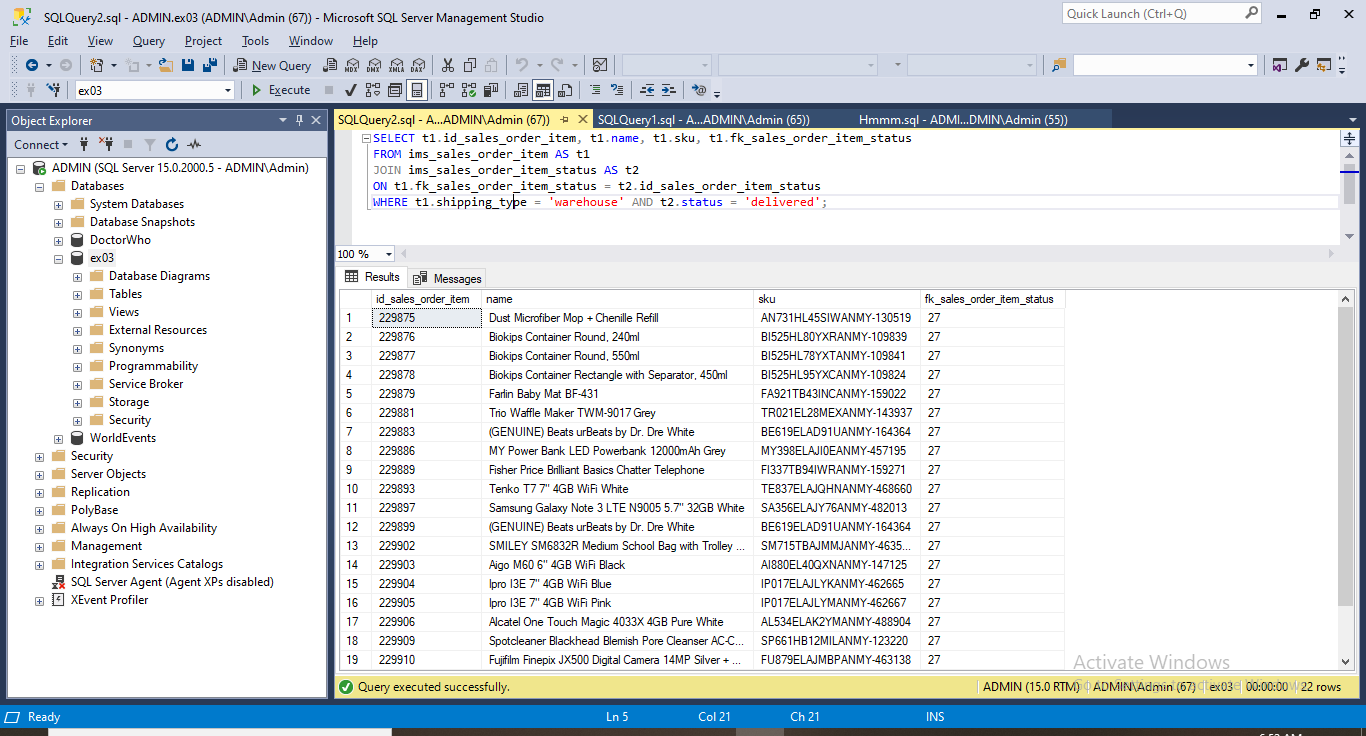 SQLQuery2.sql - ADMIN.ex03 (ADMIN\Admin (67)) - Microsoft SQL Server Management Studio
Quick Launch (Ctrl+Q)
File Edit View Query Project Tools Window Help
New Query MDX DMX XMLA DAX
ex03 Execute
Object Explorer
Connect
ADMIN (SQL Server 15.0.2000.5 - ADMIN\Admin)
Databases
System Databases
Database Snapshots
DoctorWho
ex03
Database Diagrams
Tables
Views
External Resources
Synonyms
Programmability
Service Broker
Storage
Security
WorldEvents
Security
Server Objects
Replication
PolyBase
Always On High Availability
Management
Integration Services Catalogs
SQL Server Agent (Agent XPs disabled)
XEvent Profiler
SQLQuery2.sql - A...DMIN\Admin (67)) SQLQuery1.sql - A...DMIN\Admin (65)) Hmmm.sql - ADMI...DMIN\Admin (55))
SELECT t1.id_sales_order_item, t1.name, t1.sku, t1.fk_sales_order_item_status
FROM ims_sales_order_item AS t1
JOIN ims_sales_order_item_status AS t2
ON t1.fk_sales_order_item_status = t2.id_sales_order_item_status
WHERE t1.shipping_type = 'warehouse' AND t2.status = 'delivered';
100 %
Results Messages
id_sales_order_item name sku fk_sales_order_item_status
1 229875 Dust Microfiber Mop + Chenille Refill AN731HL45SIWANMY-130519 27
2 229876 Biokips Container Round, 240ml BI525HL80YXRANMY-109839 27
3 229877 Biokips Container Round, 550ml BI525HL78YXTANMY-109841 27
4 229878 Biokips Container Rectangle with Separator, 450ml BI525HL95YXCANMY-109824 27
5 229879 Farlin Baby Mat BF-431 FA921TB43INCANMY-159022 27
6 229881 Trio Waffle Maker TWM-9017 Grey TR021EL28MEXANMY-143937 27
7 229883 (GENUINE) Beats urBeats by Dr. Dre White BE619ELAD91UANMY-164364 27
8 229886 MY Power Bank LED Powerbank 12000mAh Grey MY398ELAJI0EANMY-457195 27
9 229889 Fisher Price Brilliant Basics Chatter Telephone FI337TB94IWRANMY-159271 27
10 229893 Tenko T7 7" 4GB WiFi White TE837ELAJQHNANMY-468660 27
11 229897 Samsung Galaxy Note 3 LTE N9005 5.7" 32GB White SA356ELAJY76ANMY-482013 27
12 229899 (GENUINE) Beats urBeats by Dr. Dre White BE619ELAD91UANMY-164364 27
13 229902 SMILEY SM6832R Medium School Bag with Trolley ... SM715TBAJMMJANMY-4635... 27
14 229903 Aigo M60 6" 4GB WiFi Black AI880EL40QXNANMY-147125 27
15 229904 Ipro I3E 7" 4GB WiFi Blue IP017ELAJLYKANMY-462665 27
16 229905 Ipro I3E 7" 4GB WiFi Pink IP017ELAJLYMANMY-462667 27
17 229906 Alcatel One Touch Magic 4033X 4GB Pure White AL534ELAK2YMANMY-488904 27
18 229909 Spotcleaner Blackhead Blemish Pore Cleanser AC-C... SP661HB12MILANMY-123220 27
19 229910 Fujifilm Finepix JX500 Digital Camera 14MP Silver + ... FU879ELAJMBPANMY-463138 27
Activate Windows
Go to Settings to activate Windows.
Query executed successfully. ADMIN (15.0 RTM) ADMIN\Admin (67) ex03 00:00:00 22 rows
Ready Ln 5 Col 21 Ch 21 INS